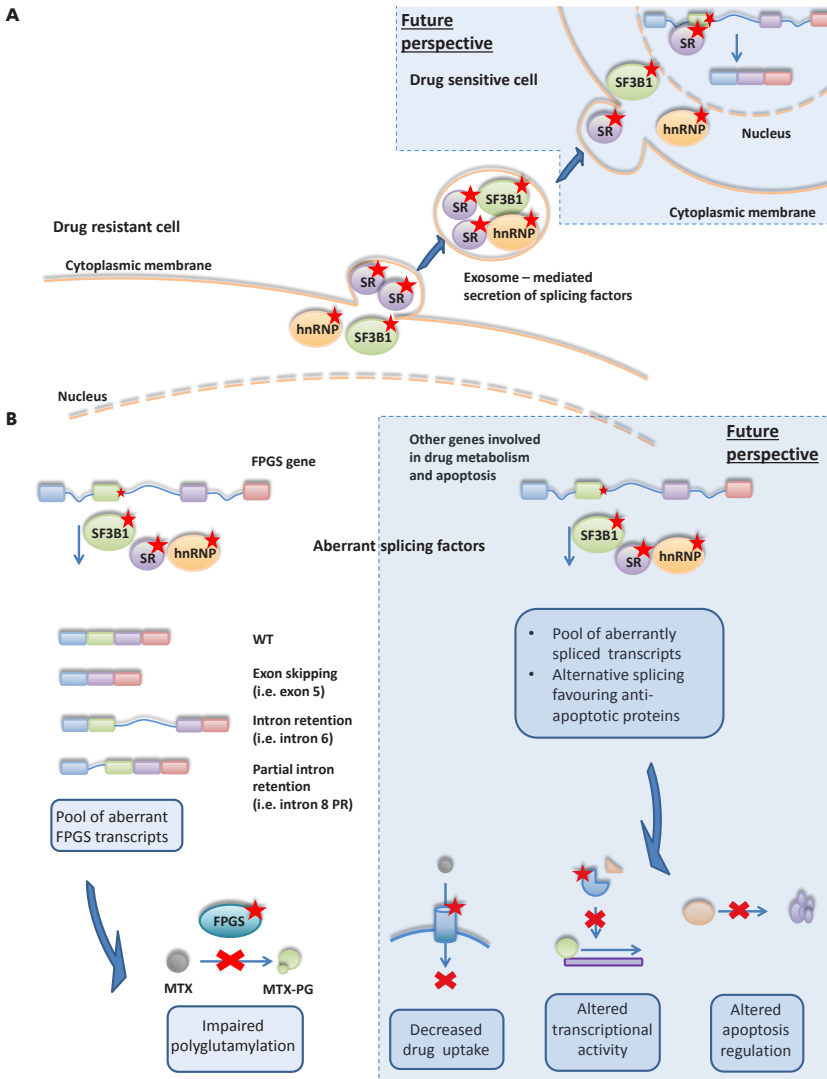 A
Future
perspective
Drug sensitive cell
SR
SF3B1
SR
hnRNP
Nucleus
Cytoplasmic membrane
Drug resistant cell
Cytoplasmic membrane
SR
SF3B1
SR
hnRNP
Exosome – mediated
secretion of splicing factors
SR
SR
hnRNP
SF3B1
Nucleus
B
FPGS gene
SF3B1
SR
hnRNP
Aberrant splicing factors
WT
Exon skipping
(i.e. exon 5)
Intron retention
(i.e. intron 6)
Partial intron
retention
(i.e. intron 8 PR)
Pool of aberrant
FPGS transcripts
FPGS
MTX
MTX-PG
Impaired
polyglutamylation
Other genes involved
in drug metabolism
and apoptosis
Future
perspective
SF3B1
SR
hnRNP
• Pool of aberrantly
spliced transcripts
• Alternative splicing
favouring anti-
apoptotic proteins
Decreased
drug uptake
Altered
transcriptional
activity
Altered
apoptosis
regulation